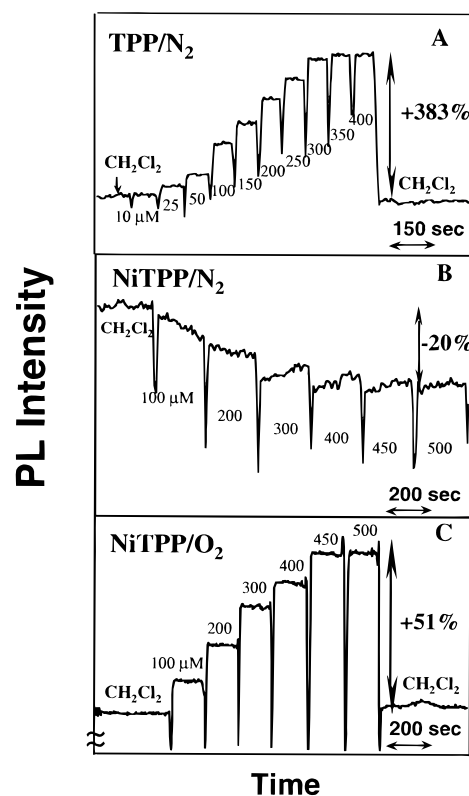 TPP/N2
A
+383%
CH2Cl2
10 μM
25
50
100
150
200
250
300
350
400
CH2Cl2
150 sec
NiTPP/N2
B
CH2Cl2
-20%
100 μM
200
300
400
450
500
200 sec
NiTPP/O2
C
CH2Cl2
100 μM
200
300
400
450
500
+51%
CH2Cl2
200 sec
PL Intensity
Time